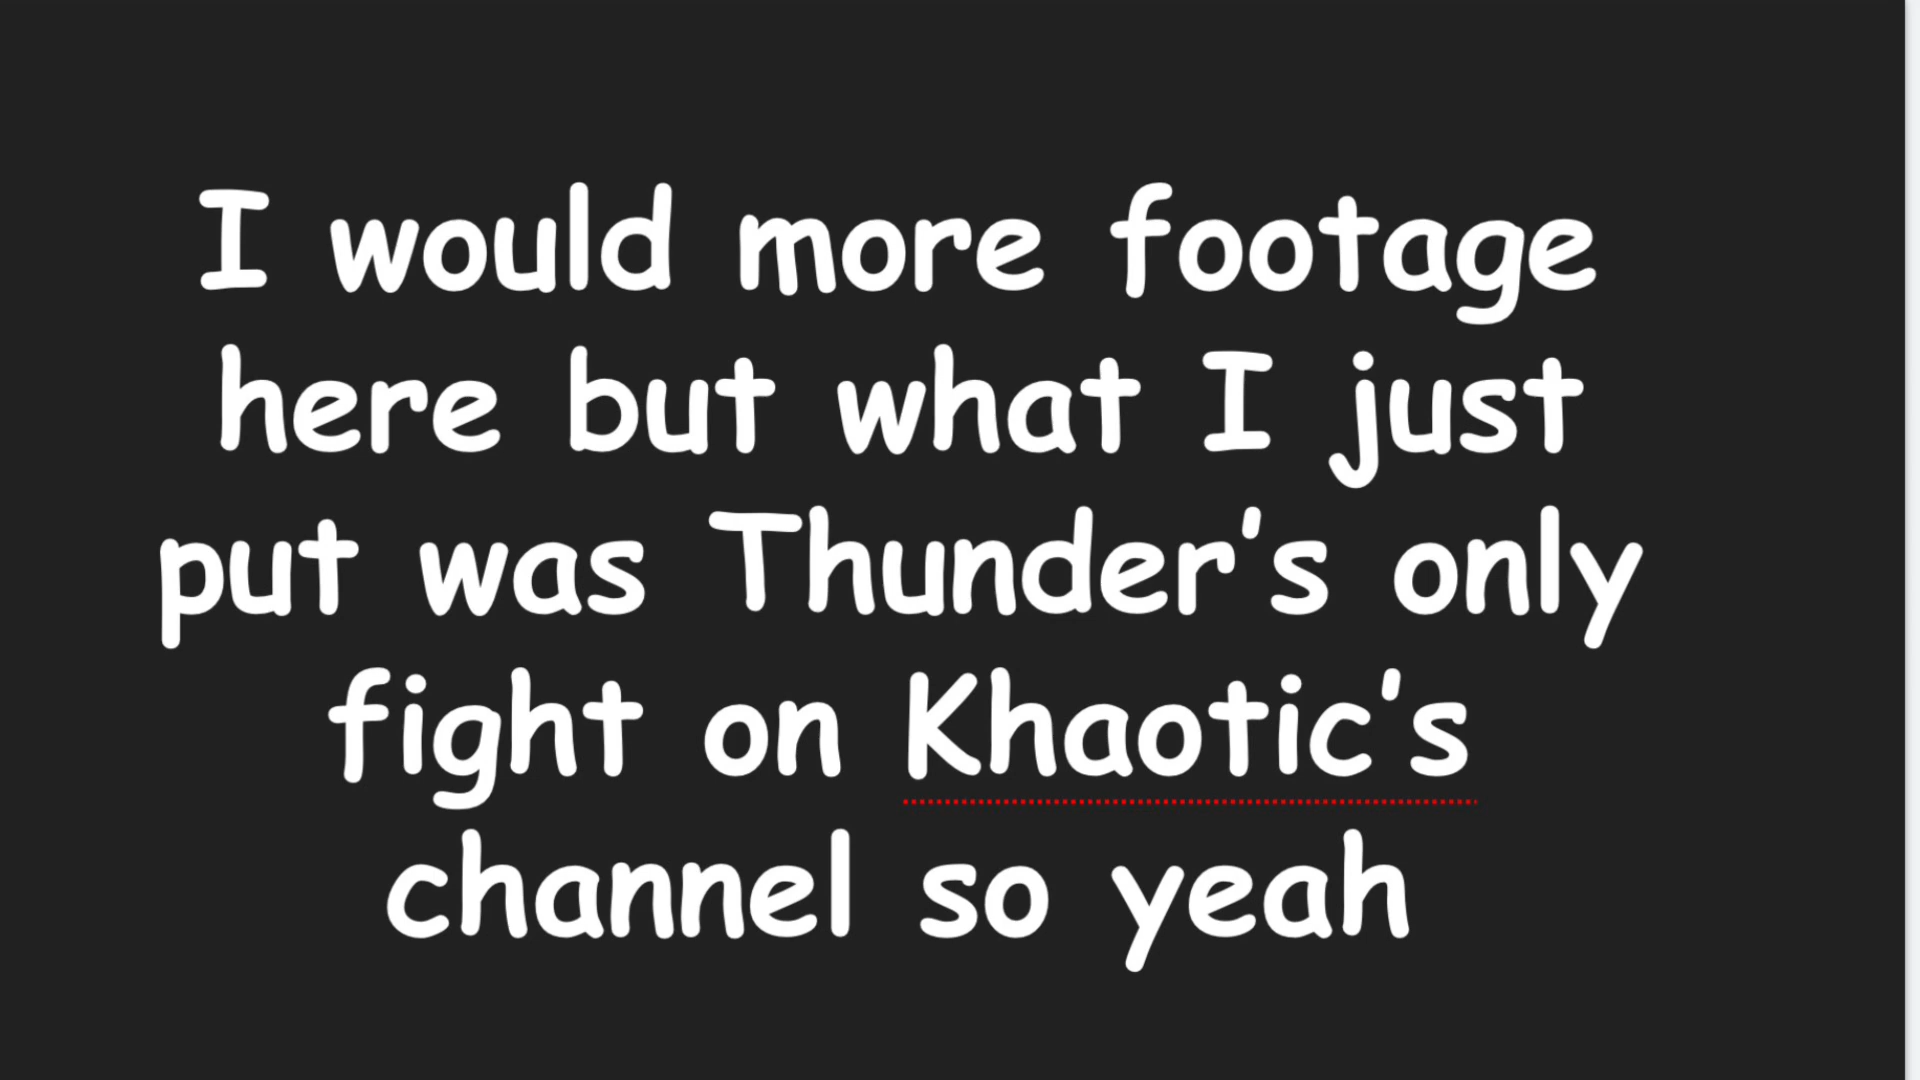 I would more footage
here but what I just
put was Thunder’s only
fight on Khaotic’s
channel so yeah